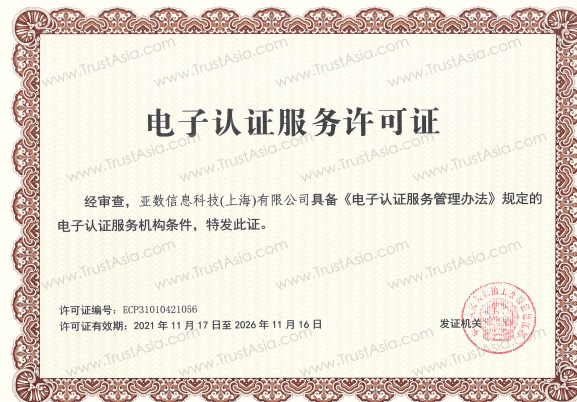 电子认证服务许可证
经审查，亚数信息科技(上海)有限公司具备《电子认证服务管理办法》规定的
电子认证服务机构条件，特发此证。
许可证编号：ECP31010421056
许可证有效期：2021 年 11 月 17 日至 2026 年 11 月 16 日
发证机关
www.TrustAsia.com